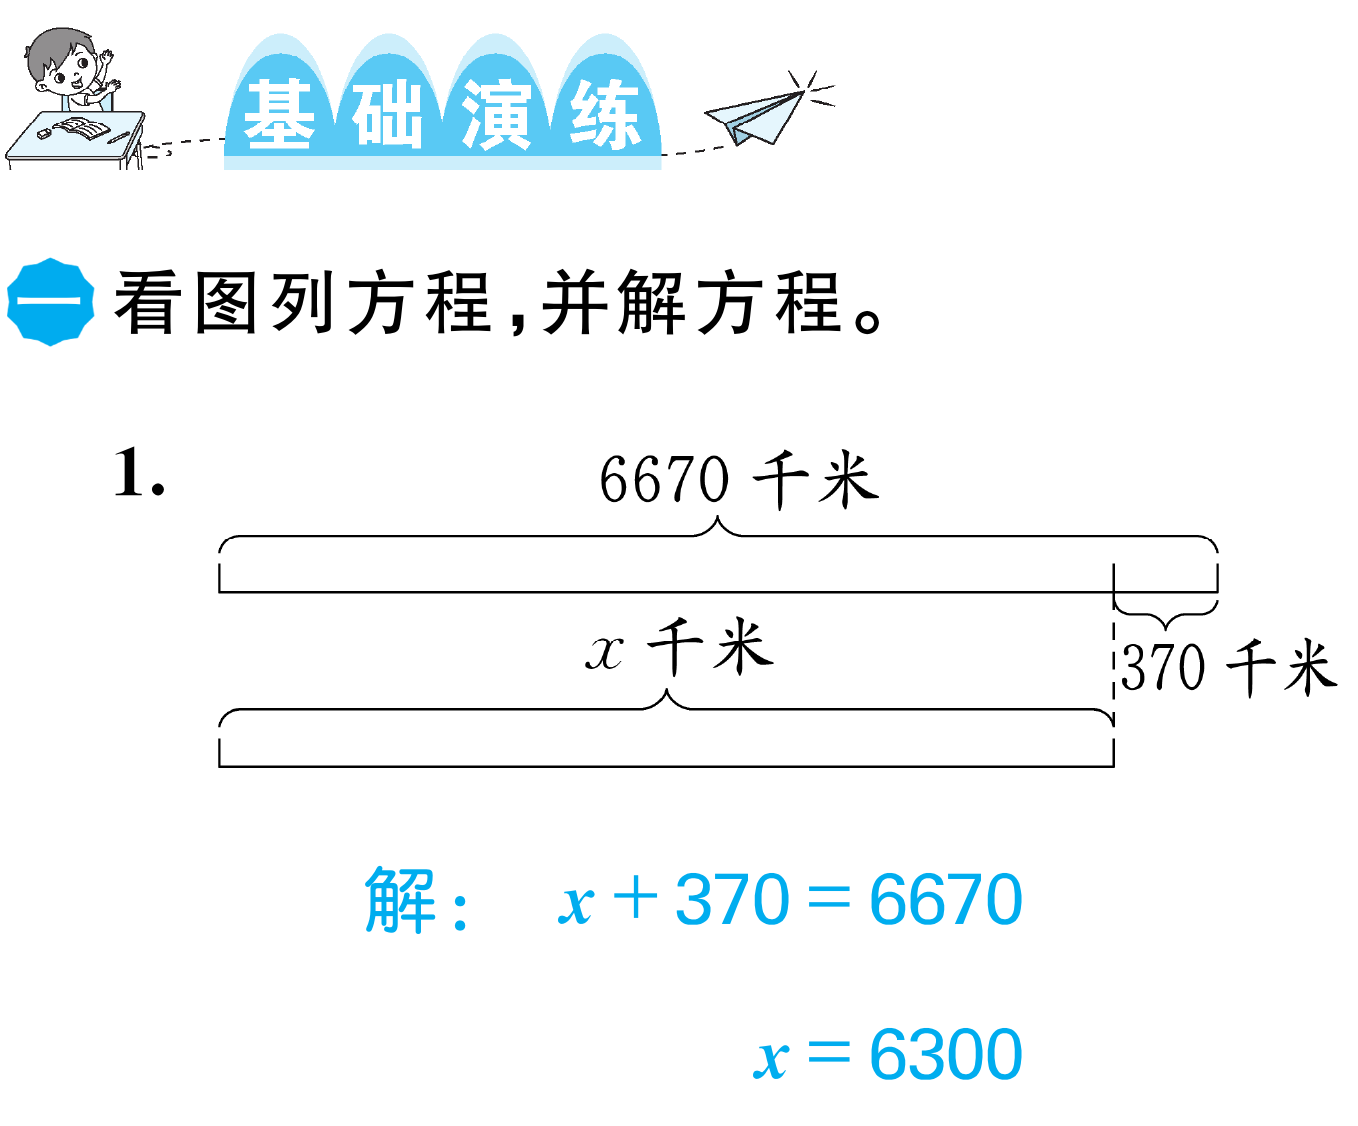 基础演练
一 看图列方程,并解方程。
1.
6670 千米
x 千米
370 千米
解: x + 370 = 6670
x = 6300